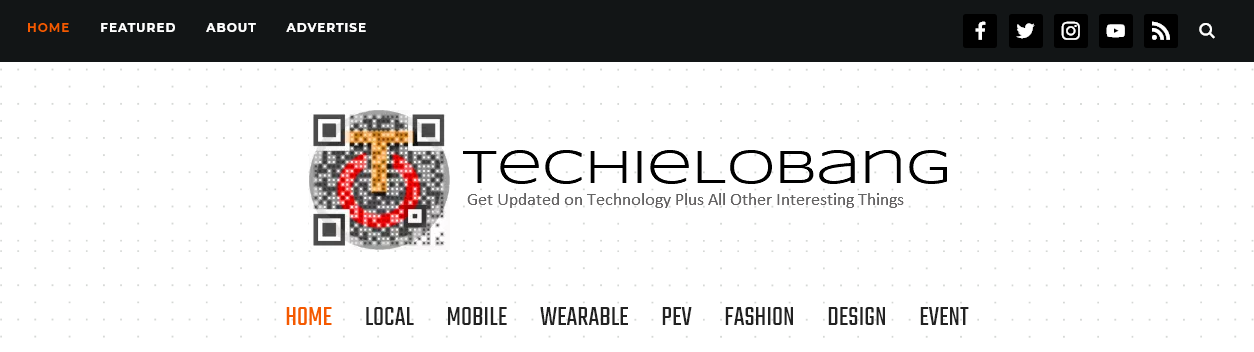 HOME FEATURED ABOUT ADVERTISE
TECHIELOBANG
Get Updated on Technology Plus All Other Interesting Things
HOME LOCAL MOBILE WEARABLE PEV FASHION DESIGN EVENT